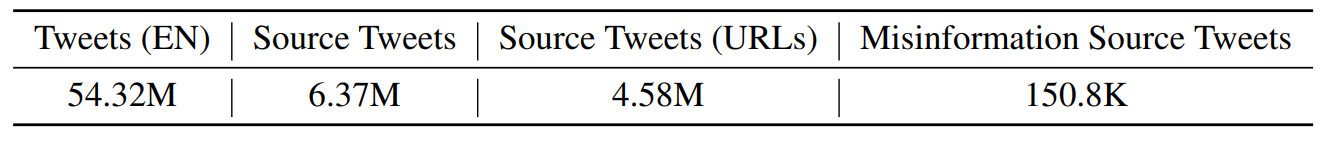 Tweets (EN) Source Tweets Source Tweets (URLs) Misinformation Source Tweets
54.32M 6.37M 4.58M 150.8K